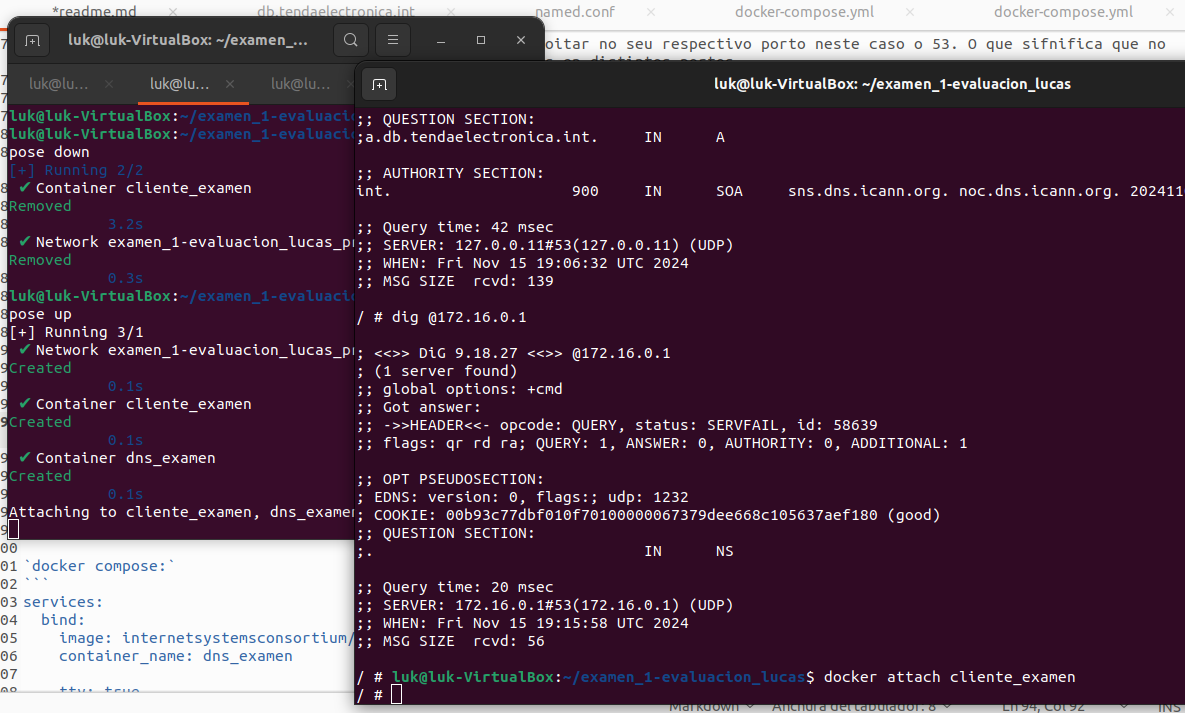 *readme.md
db.tendaelectronica.int
named.conf
docker-compose.yml
docker-compose.yml
luk@luk-VirtualBox: ~/examen_...
luk@lu...
luk@lu...
luk@lu...
oitar no seu respectivo porto neste caso o 53. O que sifnifica que no
luk@luk-VirtualBox:~/examen_1-evaluaci
luk@luk-VirtualBox:~/examen_1-evaluaci
pose down
[+] Running 2/2
✔ Container cliente_examen
Removed
3.2s
✔ Network examen_1-evaluacion_lucas_pr
Removed
0.3s
luk@luk-VirtualBox:~/examen_1-evaluaci
pose up
[+] Running 3/1
✔ Network examen_1-evaluacion_lucas_pr
Created
0.1s
✔ Container cliente_examen
Created
0.1s
✔ Container dns_examen
Created
0.1s
Attaching to cliente_examen, dns_examen
00
01 `docker compose:`
02 ```
03 services:
04 bind:
05 image: internetsystemsconsortium/
06 container_name: dns_examen
07
08 tty: true
luk@luk-VirtualBox: ~/examen_1-evaluacion_lucas
;; QUESTION SECTION:
;a.db.tendaelectronica.int. IN A
;; AUTHORITY SECTION:
int. 900 IN SOA sns.dns.icann.org. noc.dns.icann.org. 202411
;; Query time: 42 msec
;; SERVER: 127.0.0.11#53(127.0.0.11) (UDP)
;; WHEN: Fri Nov 15 19:06:32 UTC 2024
;; MSG SIZE rcvd: 139
/ # dig @172.16.0.1
; <<>> DiG 9.18.27 <<>> @172.16.0.1
; (1 server found)
;; global options: +cmd
;; Got answer:
;; ->>HEADER<<- opcode: QUERY, status: SERVFAIL, id: 58639
;; flags: qr rd ra; QUERY: 1, ANSWER: 0, AUTHORITY: 0, ADDITIONAL: 1
;; OPT PSEUDOSECTION:
; EDNS: version: 0, flags:; udp: 1232
; COOKIE: 00b93c77dbf010f70100000067379dee668c105637aef180 (good)
;; QUESTION SECTION:
;. IN NS
;; Query time: 20 msec
;; SERVER: 172.16.0.1#53(172.16.0.1) (UDP)
;; WHEN: Fri Nov 15 19:15:58 UTC 2024
;; MSG SIZE rcvd: 56
/ # luk@luk-VirtualBox:~/examen_1-evaluacion_lucas$ docker attach cliente_examen
/ #
Markdown Anchura del tabulador: 8 Ln 94, Col 92 INS